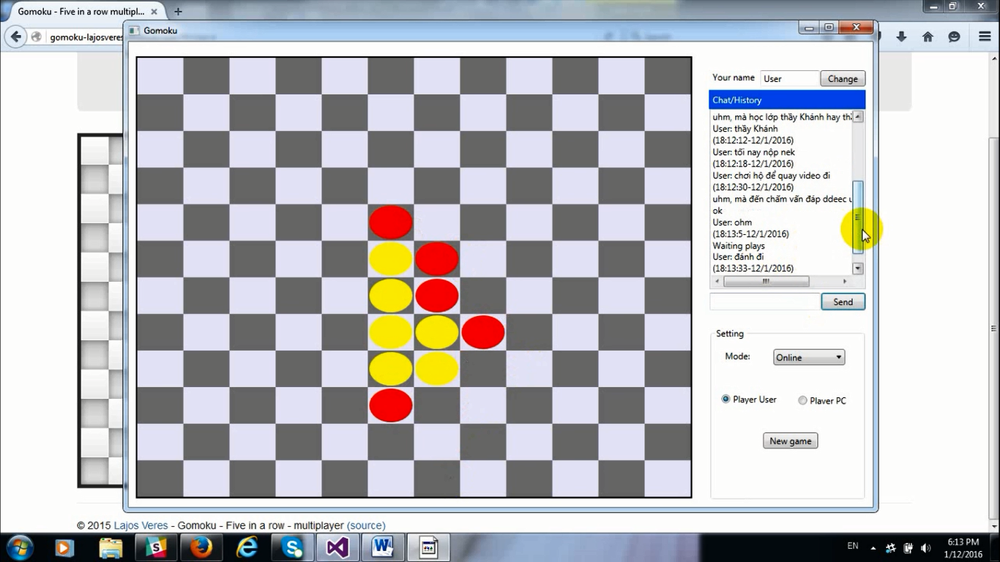 Gomoku - Five in a row multipl...
gomoku-lajosveres
Gomoku
Your name User Change
Chat/History
uhm, mà học lớp thầy Khánh hay
User: thầy Khánh
(18:12:12-12/1/2016)
User: tối nay nộp nek
(18:12:18-12/1/2016)
User: chơi hộ để quay video đi
(18:12:30-12/1/2016)
uhm, mà đến chấm vấn đáp ddeec
ok
User: ohm
(18:13:5-12/1/2016)
Waiting plays
User: đánh đi
(18:13:33-12/1/2016)
Send
Setting
Mode: Online
Player User Plaver PC
New game
© 2015 Lajos Veres - Gomoku - Five in a row - multiplayer (source)
EN
6:13 PM
1/12/2016